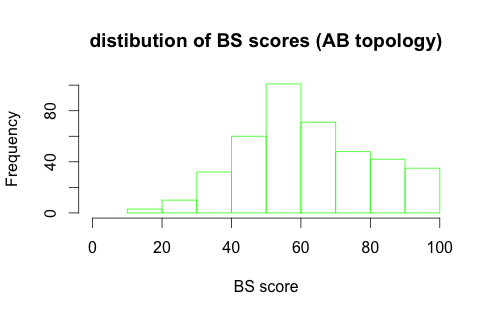 distibution of BS scores (AB topology)
Frequency
80
40
0
0 20 40 60 80 100
BS score